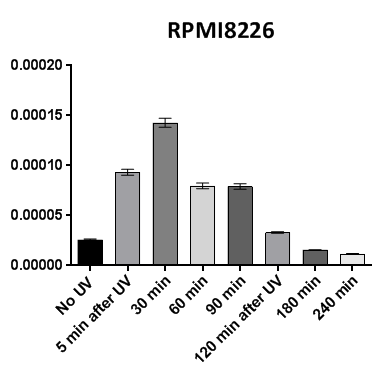 RPMI8226
0.00020
0.00015
0.00010
0.00005
0.00000
No UV
5 min after UV
30 min
60 min
90 min
120 min after UV
180 min
240 min